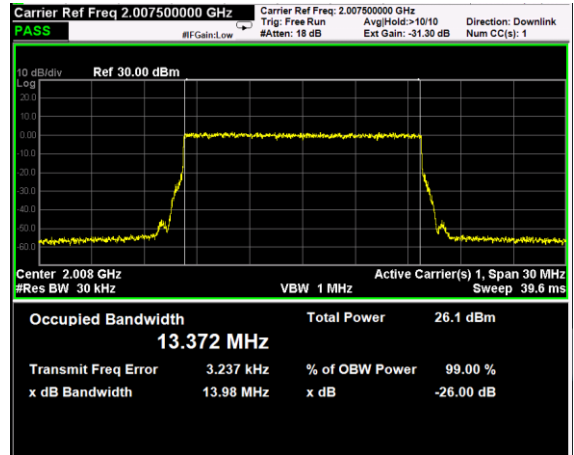 Carrier Ref Freq 2.007500000 GHz
PASS
#IFGain:Low
Carrier Ref Freq: 2.007500000 GHz
Trig: Free Run Avg|Hold:>10/10 Direction: Downlink
#Atten: 18 dB Ext Gain: -31.30 dB Num CC(s): 1
10 dB/div Ref 30.00 dBm
Log
20.0
10.0
0.00
-10.0
-20.0
-30.0
-40.0
-50.0
-60.0
Center 2.008 GHz Active Carrier(s) 1, Span 30 MHz
#Res BW 30 kHz VBW 1 MHz Sweep 39.6 ms
Occupied Bandwidth Total Power 26.1 dBm
13.372 MHz
Transmit Freq Error 3.237 kHz % of OBW Power 99.00 %
x dB Bandwidth 13.98 MHz x dB -26.00 dB